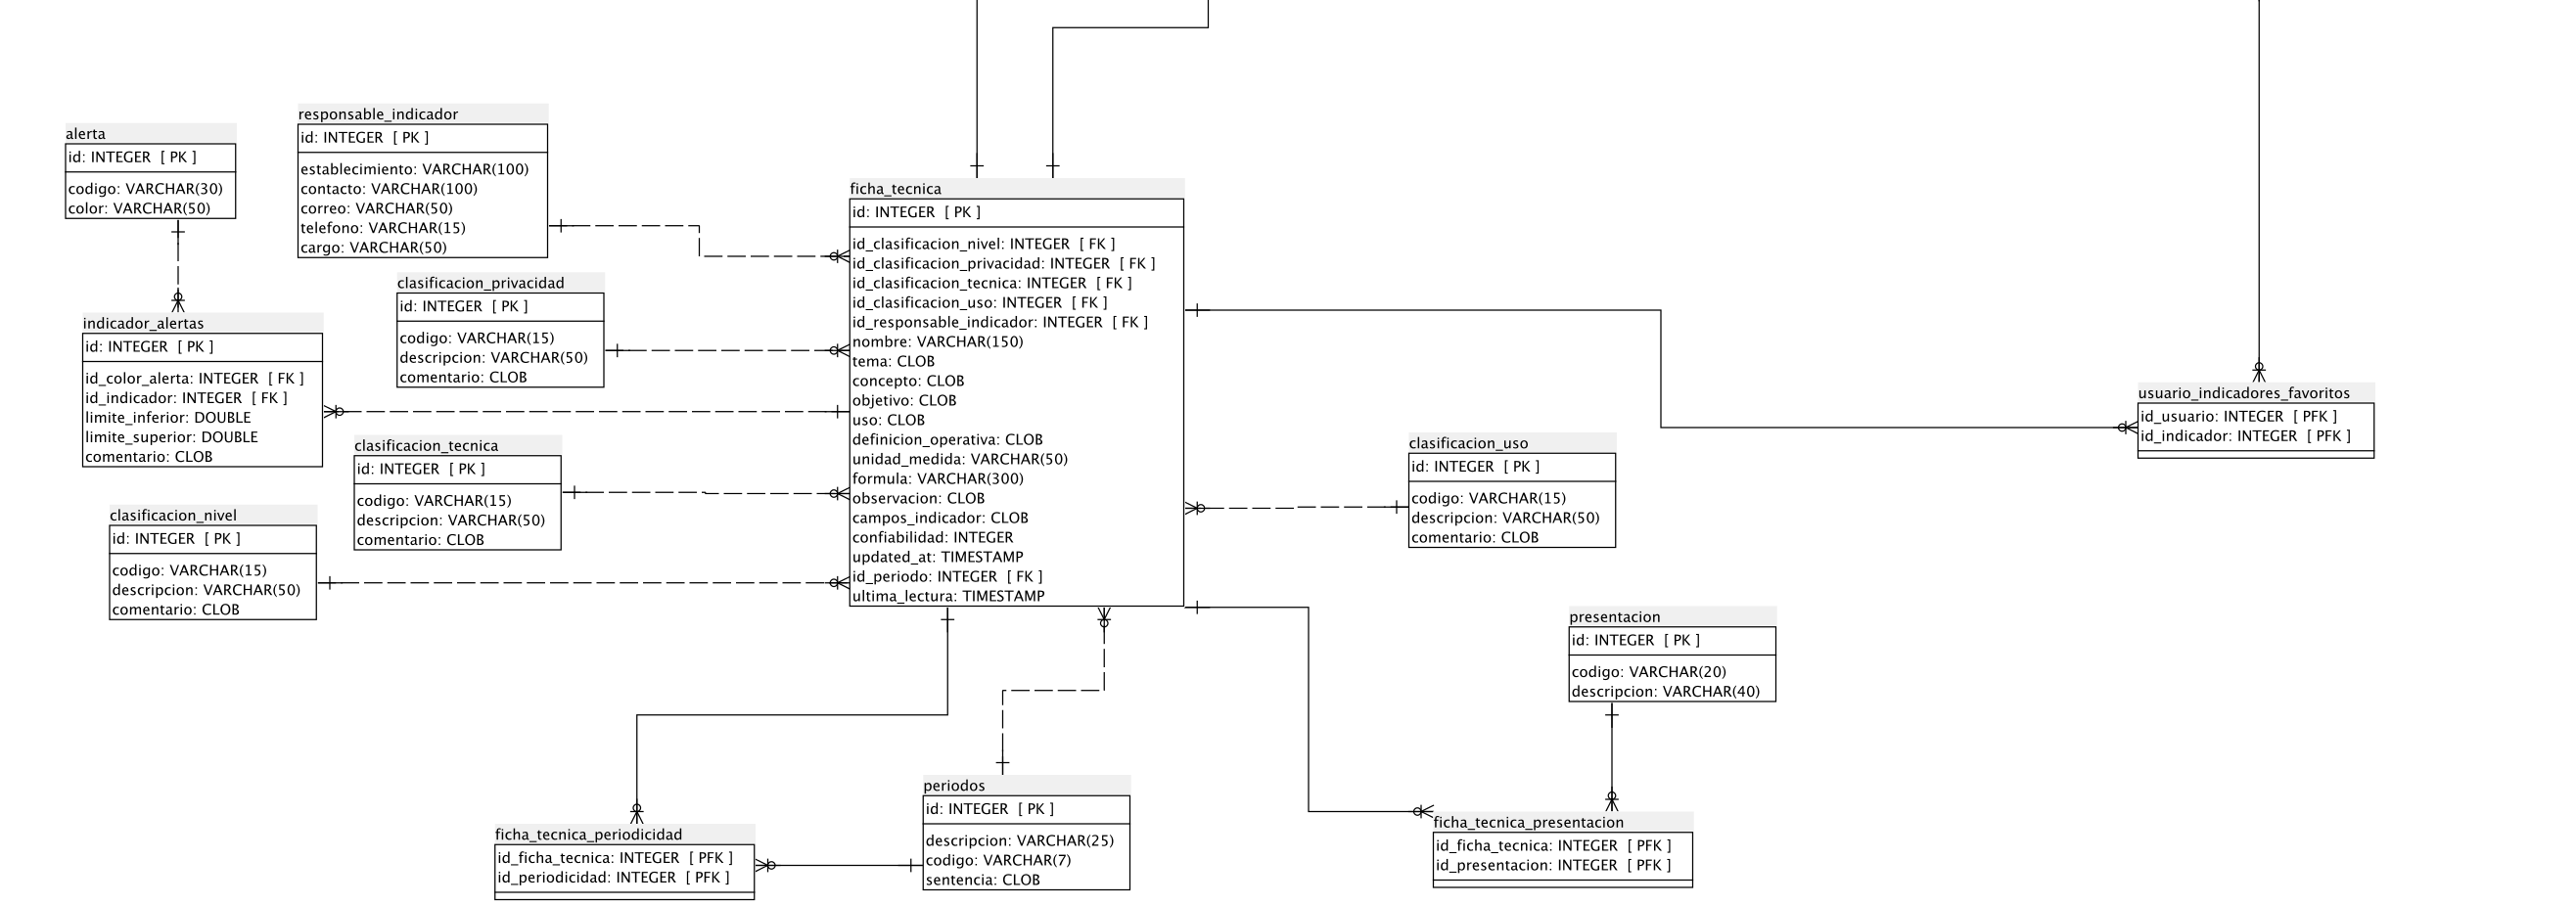 alerta
id: INTEGER [ PK ]
codigo: VARCHAR(30)
color: VARCHAR(50)
responsable_indicador
id: INTEGER [ PK ]
establecimiento: VARCHAR(100)
contacto: VARCHAR(100)
correo: VARCHAR(50)
telefono: VARCHAR(15)
cargo: VARCHAR(50)
clasificacion_privacidad
id: INTEGER [ PK ]
codigo: VARCHAR(15)
descripcion: VARCHAR(50)
comentario: CLOB
indicador_alertas
id: INTEGER [ PK ]
id_color_alerta: INTEGER [ FK ]
id_indicador: INTEGER [ FK ]
limite_inferior: DOUBLE
limite_superior: DOUBLE
comentario: CLOB
clasificacion_tecnica
id: INTEGER [ PK ]
codigo: VARCHAR(15)
descripcion: VARCHAR(50)
comentario: CLOB
clasificacion_nivel
id: INTEGER [ PK ]
codigo: VARCHAR(15)
descripcion: VARCHAR(50)
comentario: CLOB
ficha_tecnica
id: INTEGER [ PK ]
id_clasificacion_nivel: INTEGER [ FK ]
id_clasificacion_privacidad: INTEGER [ FK ]
id_clasificacion_tecnica: INTEGER [ FK ]
id_clasificacion_uso: INTEGER [ FK ]
id_responsable_indicador: INTEGER [ FK ]
nombre: VARCHAR(150)
tema: CLOB
concepto: CLOB
objetivo: CLOB
uso: CLOB
definicion_operativa: CLOB
unidad_medida: VARCHAR(50)
formula: VARCHAR(300)
observacion: CLOB
campos_indicador: CLOB
confiabilidad: INTEGER
updated_at: TIMESTAMP
id_periodo: INTEGER [ FK ]
ultima_lectura: TIMESTAMP
usuario_indicadores_favoritos
id_usuario: INTEGER [ PFK ]
id_indicador: INTEGER [ PFK ]
clasificacion_uso
id: INTEGER [ PK ]
codigo: VARCHAR(15)
descripcion: VARCHAR(50)
comentario: CLOB
presentacion
id: INTEGER [ PK ]
codigo: VARCHAR(20)
descripcion: VARCHAR(40)
periodos
id: INTEGER [ PK ]
descripcion: VARCHAR(25)
codigo: VARCHAR(7)
sentencia: CLOB
ficha_tecnica_periodicidad
id_ficha_tecnica: INTEGER [ PFK ]
id_periodicidad: INTEGER [ PFK ]
ficha_tecnica_presentacion
id_ficha_tecnica: INTEGER [ PFK ]
id_presentacion: INTEGER [ PFK ]